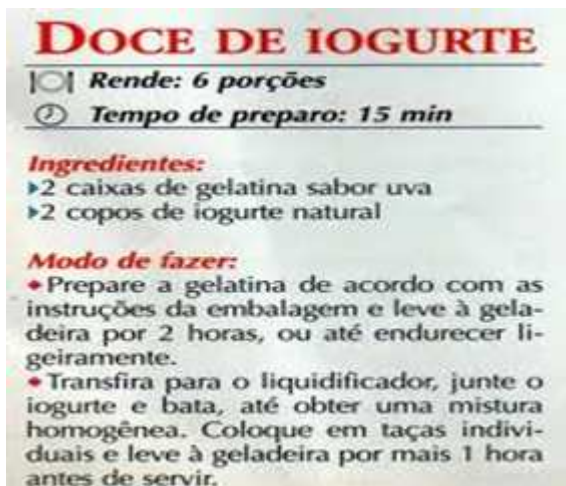 DOCE DE IOGURTE
Rende: 6 porções
Tempo de preparo: 15 min
Ingredientes:
2 caixas de gelatina sabor uva
2 copos de iogurte natural
Modo de fazer:
Prepare a gelatina de acordo com as
instruções da embalagem e leve à gela-
deira por 2 horas, ou até endurecer li-
geiramente.
Transfira para o liquidificador, junte o
iogurte e bata, até obter uma mistura
homogênea. Coloque em taças indivi-
duais e leve à geladeira por mais 1 hora
antes de servir.